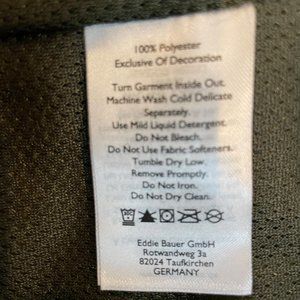 100% Polyester
Exclusive Of Decoration
Turn Garment Inside Out.
Machine Wash Cold Delicate
Separately.
Use Mild Liquid Detergent.
Do Not Bleach.
Do Not Use Fabric Softeners.
Tumble Dry Low.
Remove Promptly.
Do Not Iron.
Do Not Dry Clean.
Eddie Bauer GmbH
Rotwandweg 3a
82024 Taufkirchen
GERMANY